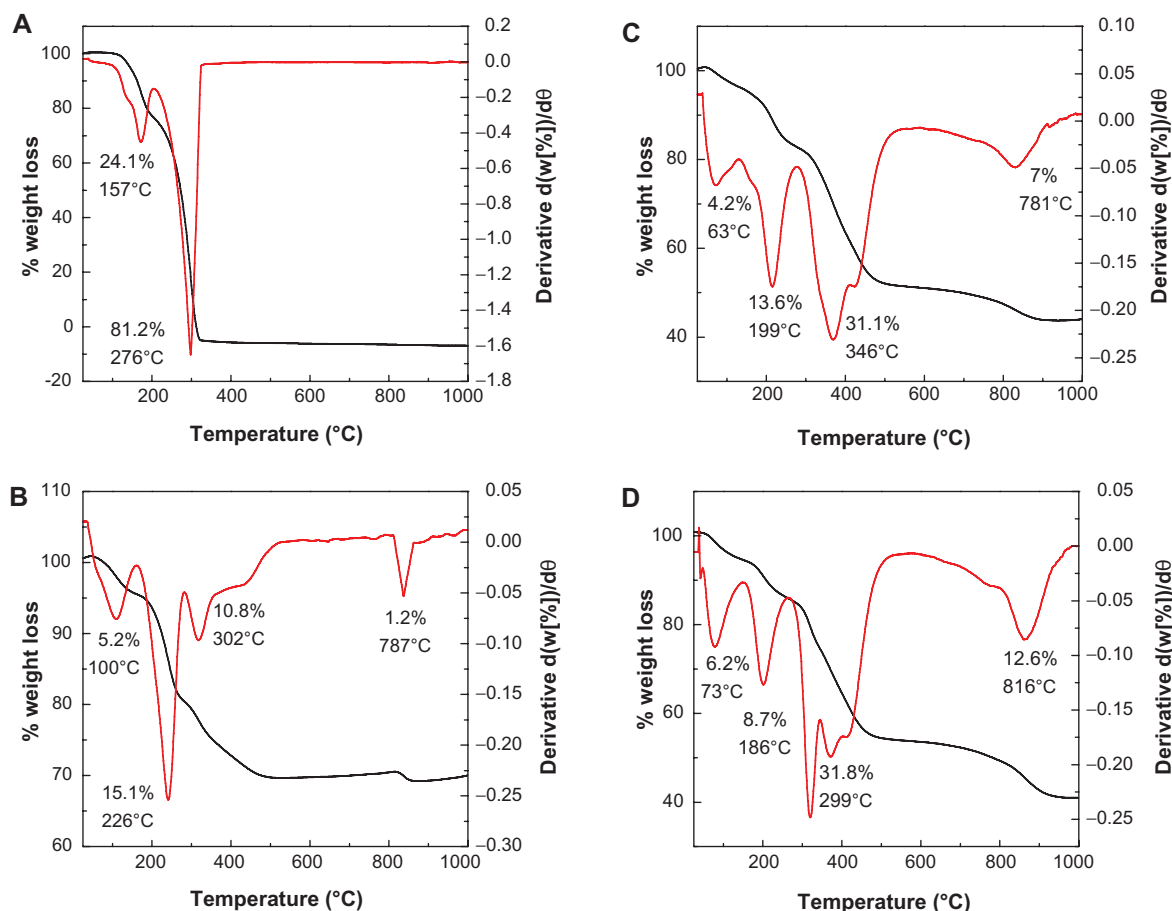 A
100
80
60
40
20
0
−20
% weight loss
0.2
0.0
−0.2
−0.4
−0.6
−0.8
−1.0
−1.2
−1.4
−1.6
−1.8
Derivative d(w[%])/dθ
24.1%
157°C
81.2%
276°C
200 400 600 800 1000
Temperature (°C)
C
100
80
60
40
% weight loss
0.10
0.05
0.00
−0.05
−0.10
−0.15
−0.20
−0.25
Derivative d(w[%])/dθ
4.2%
63°C
13.6%
199°C
31.1%
346°C
7%
781°C
200 400 600 800 1000
Temperature (°C)
B
110
100
90
80
70
60
% weight loss
0.05
0.00
−0.05
−0.10
−0.15
−0.20
−0.25
−0.30
Derivative d(w[%])/dθ
5.2%
100°C
15.1%
226°C
10.8%
302°C
1.2%
787°C
200 400 600 800 1000
Temperature (°C)
D
100
80
60
40
% weight loss
0.05
0.00
−0.05
−0.10
−0.15
−0.20
−0.25
Derivative d(w[%])/dθ
6.2%
73°C
8.7%
186°C
31.8%
299°C
12.6%
816°C
200 400 600 800 1000
Temperature (°C)